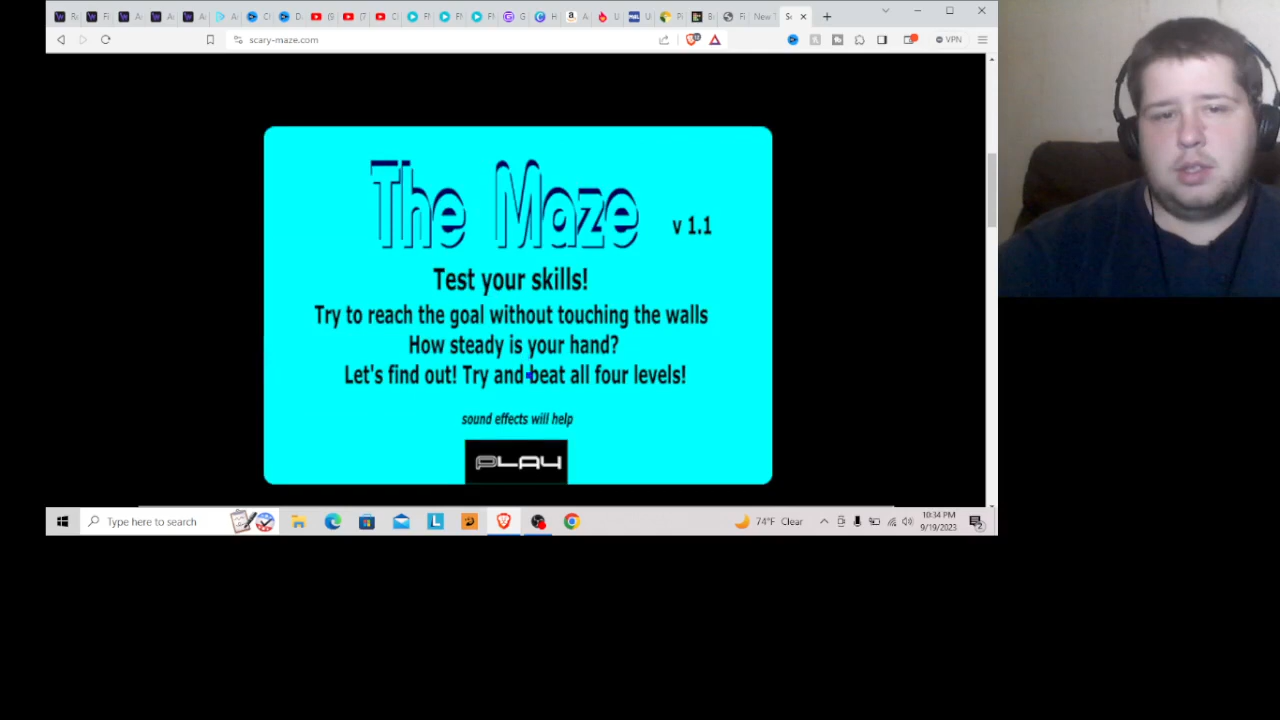 scary-maze.com
VPN
The Maze
v 1.1
Test your skills!
Try to reach the goal without touching the walls
How steady is your hand?
Let's find out! Try and beat all four levels!
sound effects will help
PLAY
Type here to search
74°F Clear
10:34 PM
9/19/2023